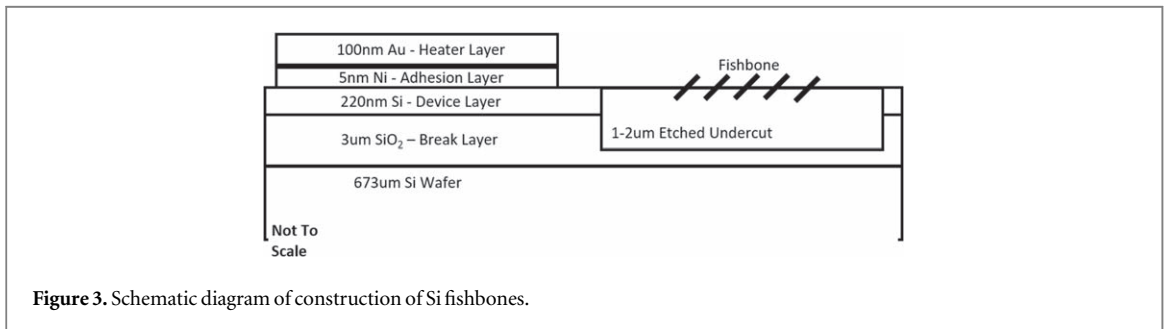 100nm Au - Heater Layer
5nm Ni - Adhesion Layer
Fishbone
220nm Si - Device Layer
3um SiO₂ – Break Layer
1-2um Etched Undercut
673um Si Wafer
Not To
Scale
Figure 3. Schematic diagram of construction of Si fishbones.